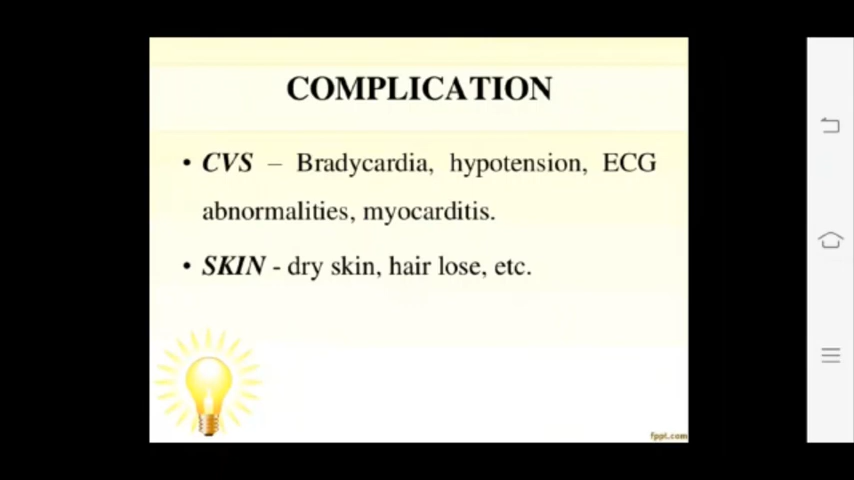 COMPLICATION
• CVS – Bradycardia, hypotension, ECG
abnormalities, myocarditis.
• SKIN - dry skin, hair lose, etc.
fppt.com